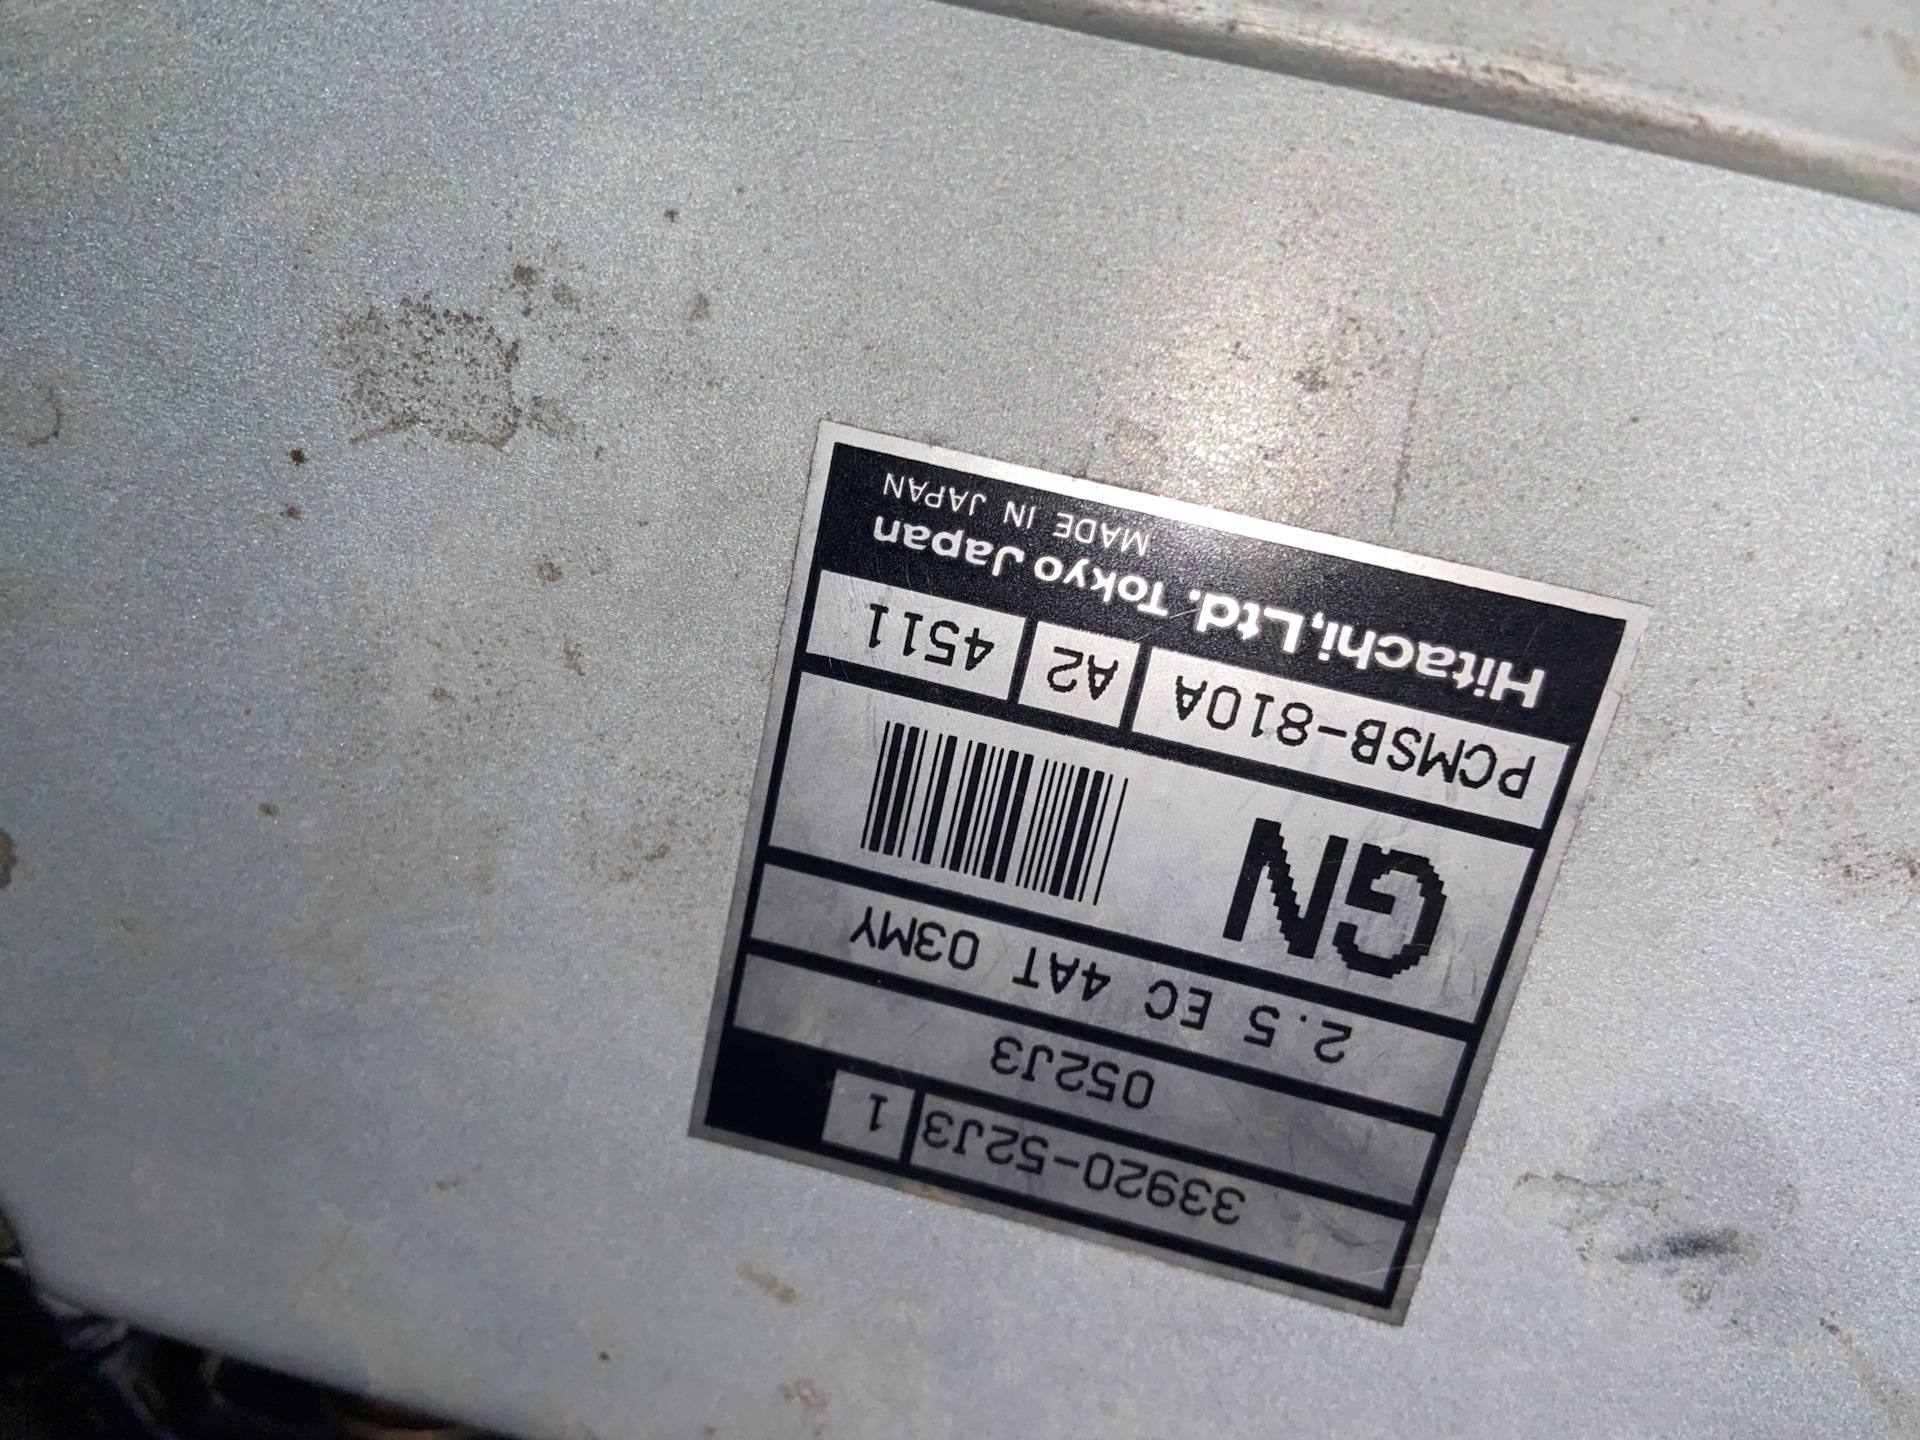 33920-52J3 1
052J3
2.5 EC 4AT 03MY
GN
PCMSB-810A A2 4511
Hitachi,Ltd. Tokyo Japan
MADE IN JAPAN